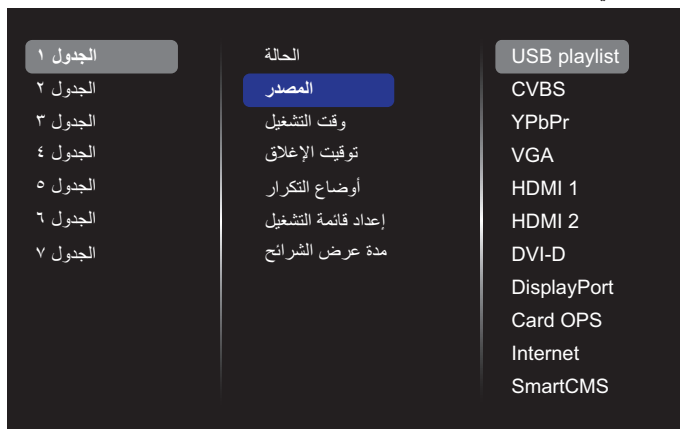 الجدول ١
الجدول ٢
الجدول ٣
الجدول ٤
الجدول ٥
الجدول ٦
الجدول ٧
الحالة
المصدر
وقت التشغيل
توقيت الإغلاق
أوضاع التكرار
إعداد قائمة التشغيل
مدة عرض الشرائح
USB playlist
CVBS
YPbPr
VGA
HDMI 1
HDMI 2
DVI-D
DisplayPort
Card OPS
Internet
SmartCMS